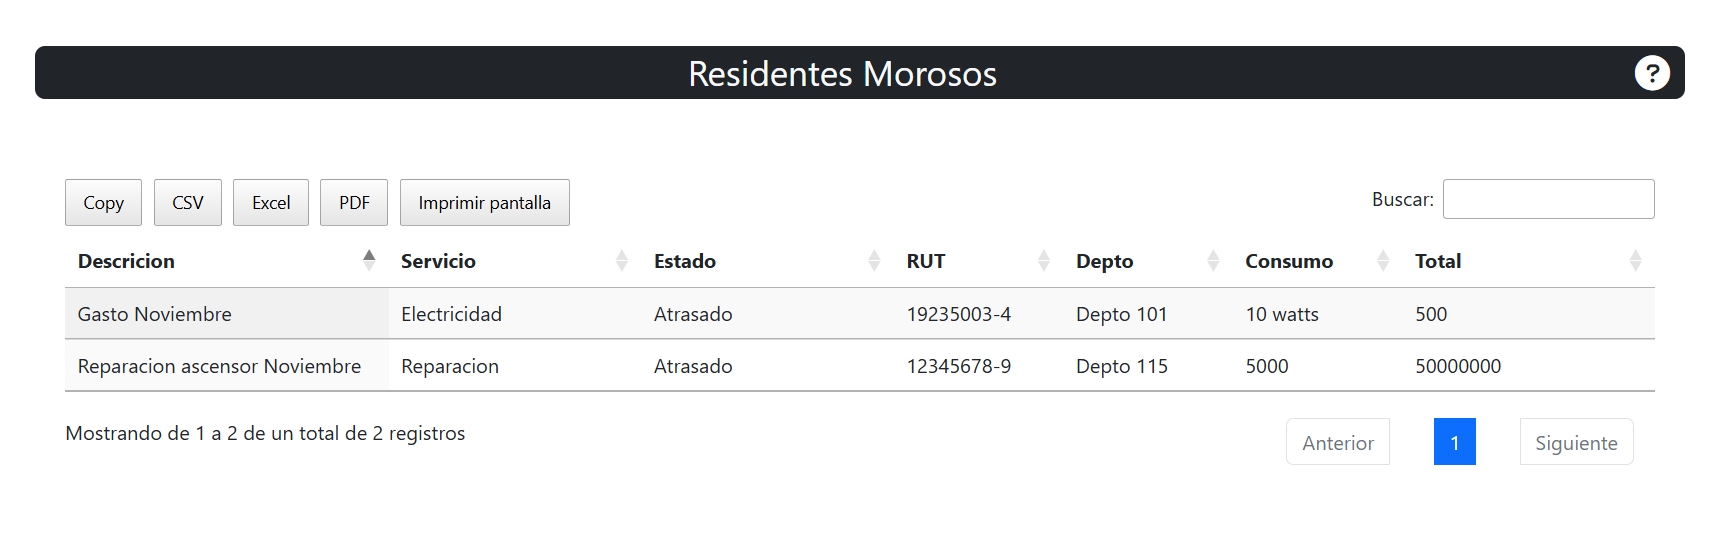 Residentes Morosos
?
Copy CSV Excel PDF Imprimir pantalla Buscar:
Descricion Servicio Estado RUT Depto Consumo Total
Gasto Noviembre Electricidad Atrasado 19235003-4 Depto 101 10 watts 500
Reparacion ascensor Noviembre Reparacion Atrasado 12345678-9 Depto 115 5000 50000000
Mostrando de 1 a 2 de un total de 2 registros
Anterior 1 Siguiente